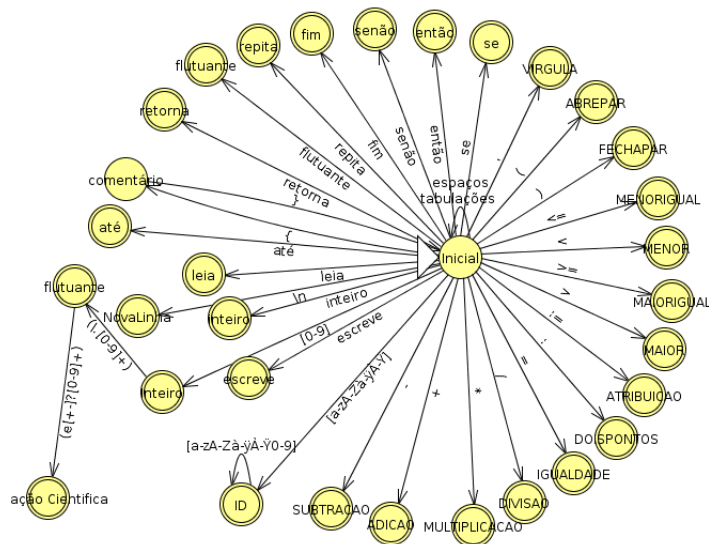 se
então
senão
fim
repita
flutuante
retorna
comentário
até
leia
NovaLinha
Inteiro
escreve
flutuante
Inteiro
ação Cientifica
ID
SUBTRACAO
ADICAO
MULTIPLICACAO
DIVISAO
IGUALDADE
DOISPONTOS
ATRIBUICAO
MAIOR
MAIORIGUAL
MENOR
MENORIGUAL
FECHAPAR
ABREPAR
VIRGULA
Inicial
espaços
tabulações
se
então
senão
fim
repita
flutuante
retorna
}
{
até
leia
\n
inteiro
[0-9]
escreve
(\.[0-9]+)
(e[+-]?[0-9]+)
[a-zA-Zà-ÿÀ-Ÿ]
[a-zA-Zà-ÿÀ-Ÿ0-9]
-
+
*
/
=
:
:=
>
>=
<
<=
)
(
,